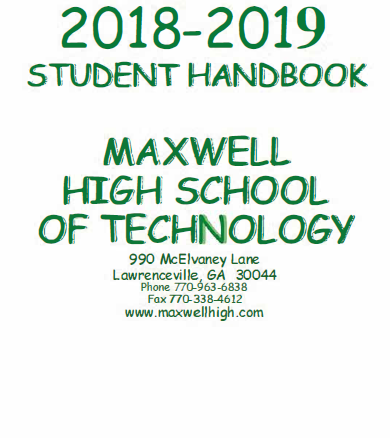 2018-2019
STUDENT HANDBOOK
MAXWELL
HIGH SCHOOL
OF TECHNOLOGY
990 McElvaney Lane
Lawrenceville, GA 30044
Phone 770-963-6838
Fax 770-338-4612
www.maxwellhigh.com